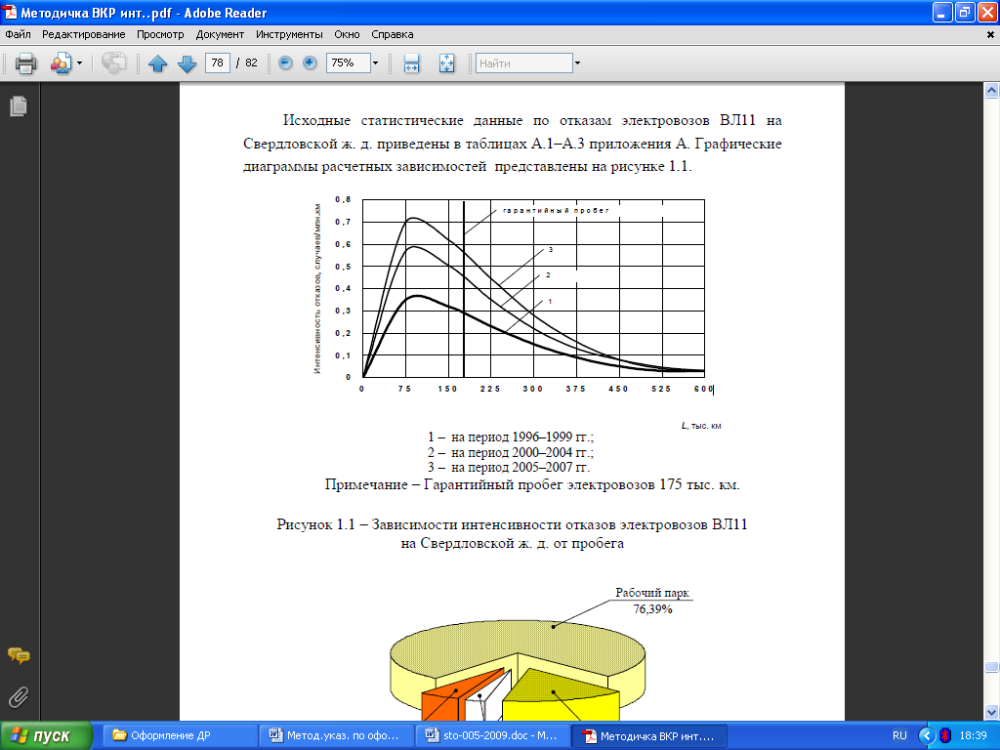 Методичка ВКР инт..pdf - Adobe Reader
Файл Редактирование Просмотр Документ Инструменты Окно Справка
78 / 82 75% Найти
Исходные статистические данные по отказам электровозов ВЛ11 на
Свердловской ж. д. приведены в таблицах А.1–А.3 приложения А. Графические
диаграммы расчетных зависимостей представлены на рисунке 1.1.
Интенсивность отказов, случаев/млн.км
0,8
0,7
0,6
0,5
0,4
0,3
0,2
0,1
0
гарантийный пробег
3
2
1
0 75 150 225 300 375 450 525 600
L, тыс. км
1 – на период 1996–1999 гг.;
2 – на период 2000–2004 гг.;
3 – на период 2005–2007 гг.
Примечание – Гарантийный пробег электровозов 175 тыс. км.
Рисунок 1.1 – Зависимости интенсивности отказов электровозов ВЛ11
на Свердловской ж. д. от пробега
Рабочий парк
76,39%
пуск Оформление ДР Метод.указ. по офо... sto-005-2009.doc - M... Методичка ВКР инт.... RU 18:39